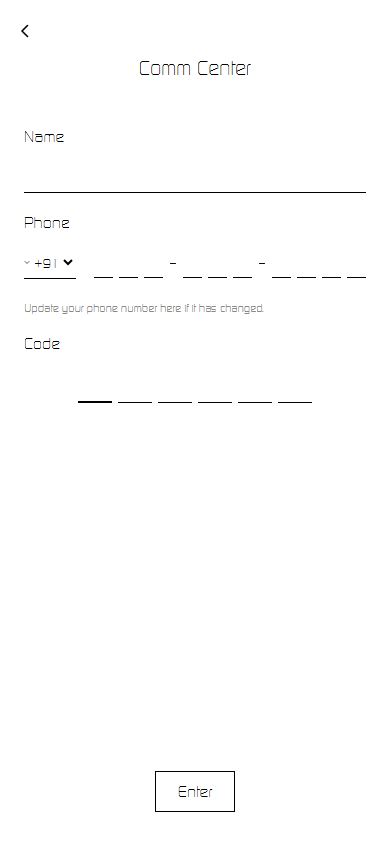 Comm Center
Name
Phone
+91 - -
Update your phone number here if it has changed.
Code
Enter